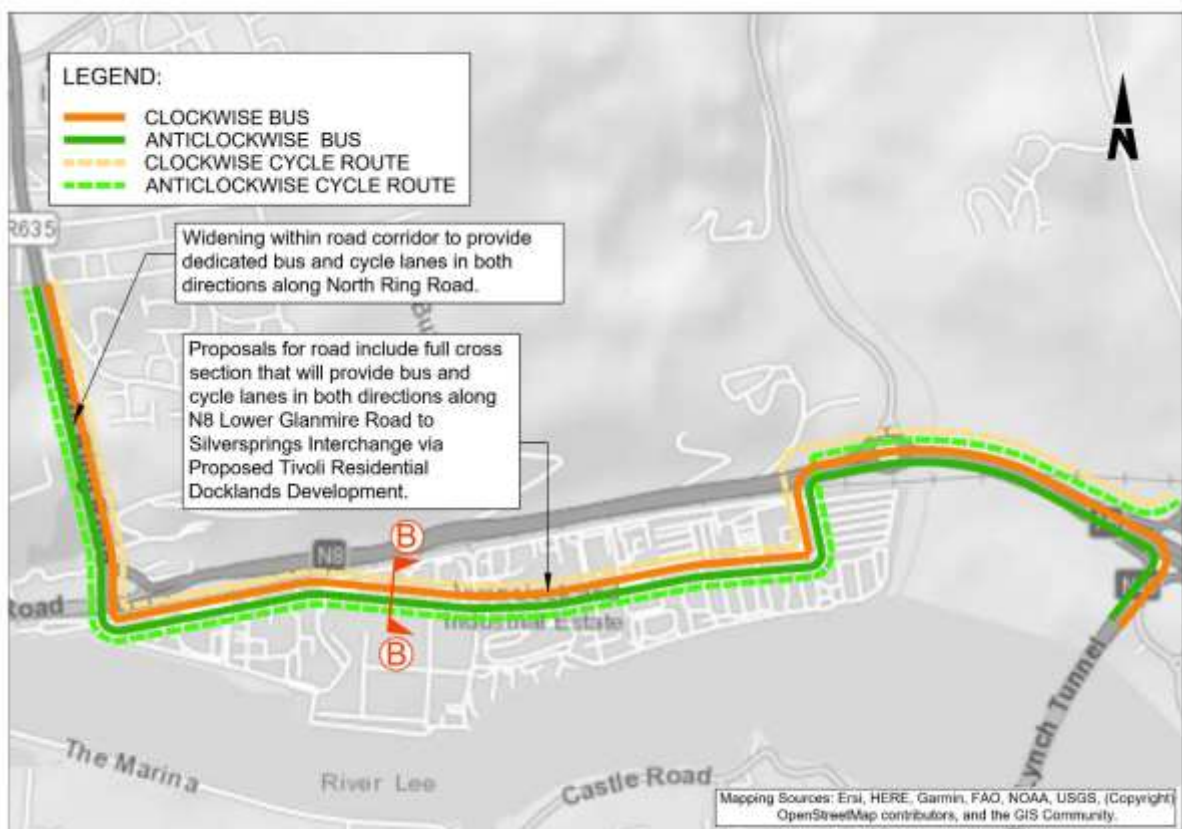 LEGEND:
CLOCKWISE BUS
ANTICLOCKWISE BUS
CLOCKWISE CYCLE ROUTE
ANTICLOCKWISE CYCLE ROUTE
N
R635
Widening within road corridor to provide
dedicated bus and cycle lanes in both
directions along North Ring Road.
Proposals for road include full cross
section that will provide bus and
cycle lanes in both directions along
N8 Lower Glanmire Road to
Silversprings Interchange via
Proposed Tivoli Residential
Docklands Development.
B
N8
Road
Industrial Estate
B
ynch Tunnel
The Marina
River Lee
Castle Road
Mapping Sources: Ersi, HERE, Garmin, FAO, NOAA, USGS, (Copyright)
OpenStreetMap contributors, and the GIS Community.